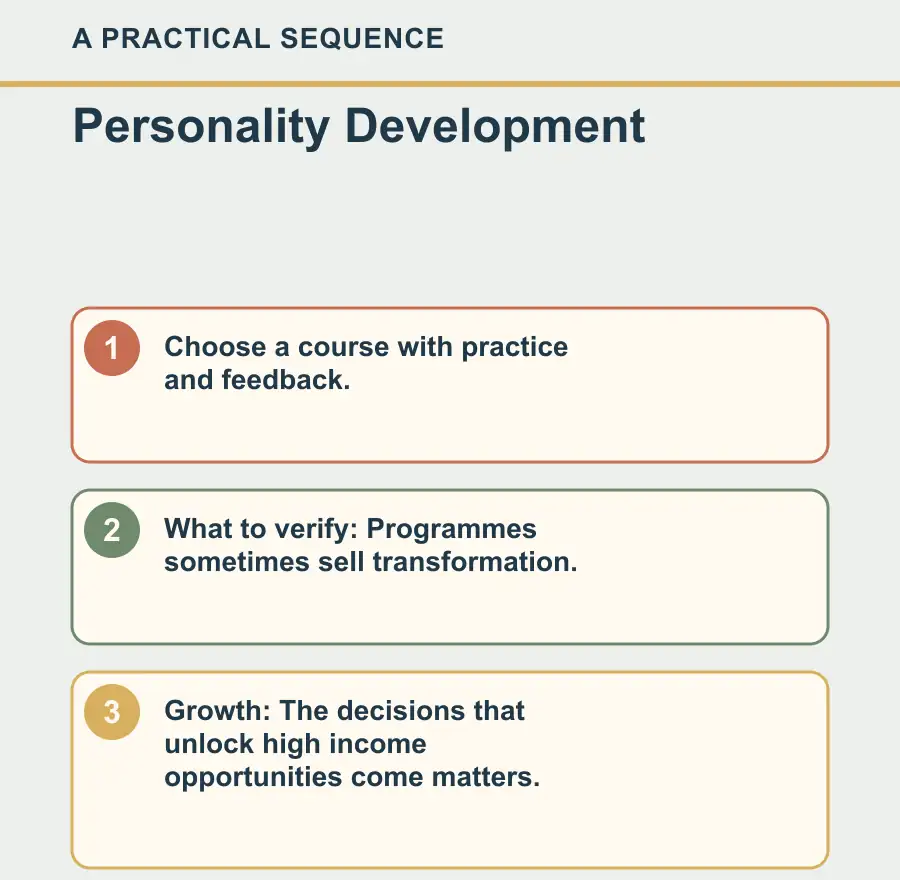 A PRACTICAL SEQUENCE
Personality Development
1
Choose a course with practice
and feedback.
2
What to verify: Programmes
sometimes sell transformation.
3
Growth: The decisions that
unlock high income
opportunities come matters.